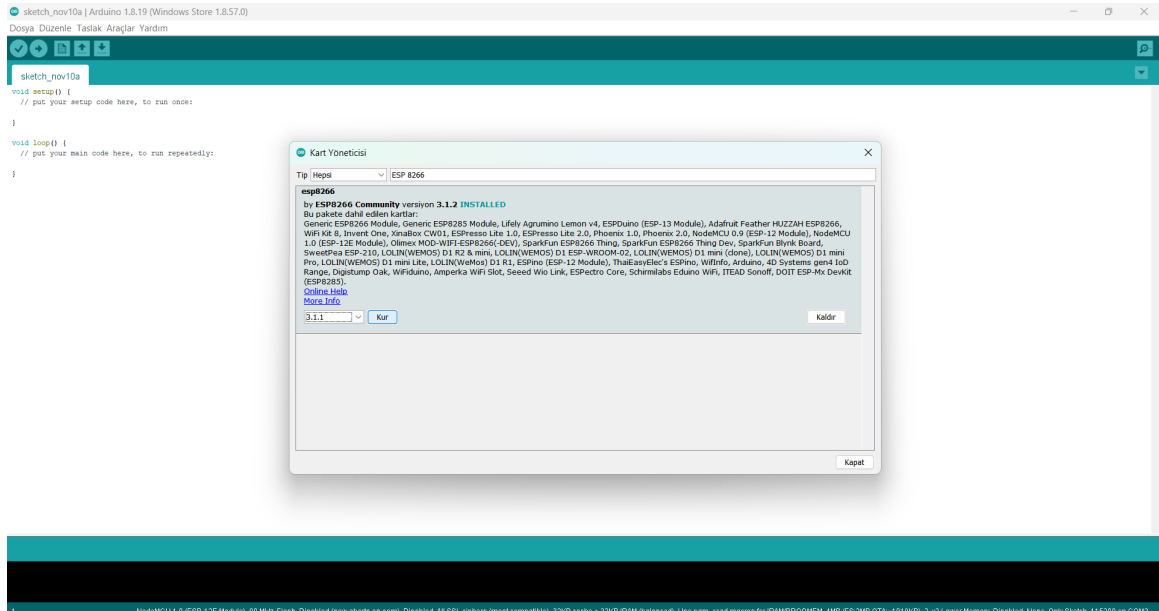 sketch_nov10a | Arduino 1.8.19 (Windows Store 1.8.57.0)
Dosya Düzenle Taslak Araçlar Yardım
sketch_nov10a
void setup() {
// put your setup code here, to run once:
}
void loop() {
// put your main code here, to run repeatedly:
}
Kart Yöneticisi
Tip Hepsi ESP 8266
esp8266
by ESP8266 Community versiyon 3.1.2 INSTALLED
Bu pakete dahil edilen kartlar:
Generic ESP8266 Module, Generic ESP8285 Module, Lifely Agrumino Lemon v4, ESPDuino (ESP-13 Module), Adafruit Feather HUZZAH ESP8266,
WiFi Kit 8, Invent One, XinaBox CW01, ESPresso Lite 1.0, ESPresso Lite 2.0, Phoenix 1.0, Phoenix 2.0, NodeMCU 0.9 (ESP-12 Module), NodeMCU
1.0 (ESP-12E Module), Olimex MOD-WIFI-ESP8266(-DEV), SparkFun ESP8266 Thing, SparkFun ESP8266 Thing Dev, SparkFun Blynk Board,
SweetPea ESP-210, LOLIN(WEMOS) D1 R2 & mini, LOLIN(WEMOS) D1 ESP-WROOM-02, LOLIN(WEMOS) D1 mini (clone), LOLIN(WEMOS) D1 mini
Pro, LOLIN(WEMOS) D1 mini Lite, LOLIN(WeMos) D1 R1, ESPino (ESP-12 Module), ThaiEasyElec's ESPino, WifInfo, Arduino, 4D Systems gen4 IoD
Range, Digistump Oak, WiFiduino, Amperka WiFi Slot, Seeed Wio Link, ESPectro Core, Schirmilabs Eduino WiFi, ITEAD Sonoff, DOIT ESP-Mx DevKit
(ESP8285).
Online Help
More Info
3.1.1 Kur Kaldır
Kapat